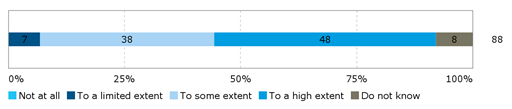 7 38 48 8 88
0% 25% 50% 75% 100%
Not at all To a limited extent To some extent To a high extent Do not know